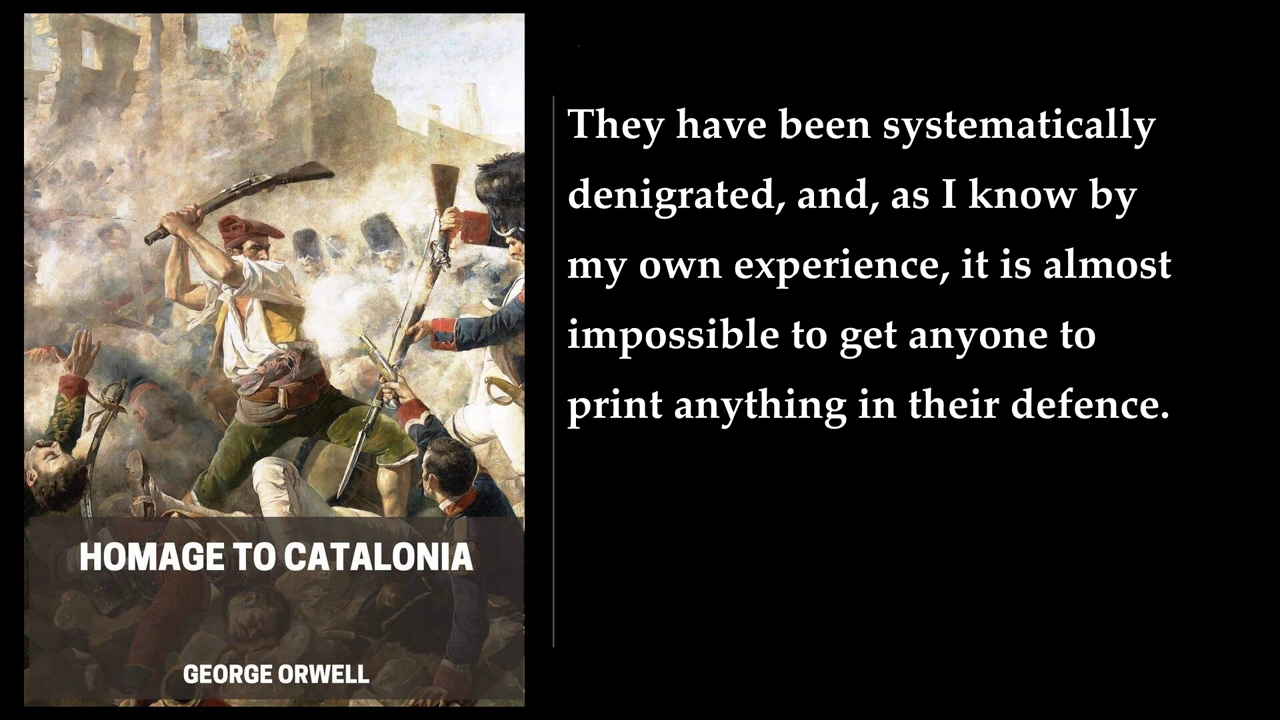 They have been systematically
denigrated, and, as I know by
my own experience, it is almost
impossible to get anyone to
print anything in their defence.
HOMAGE TO CATALONIA
GEORGE ORWELL